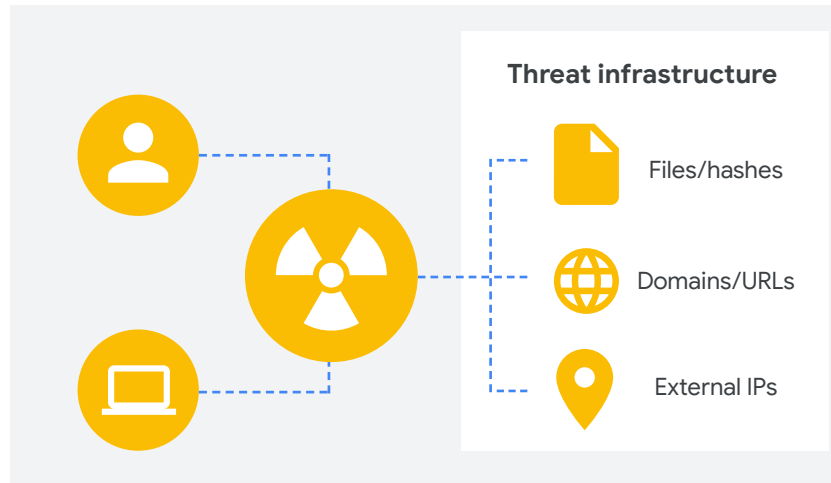 Threat infrastructure
Files/hashes
Domains/URLs
External IPs